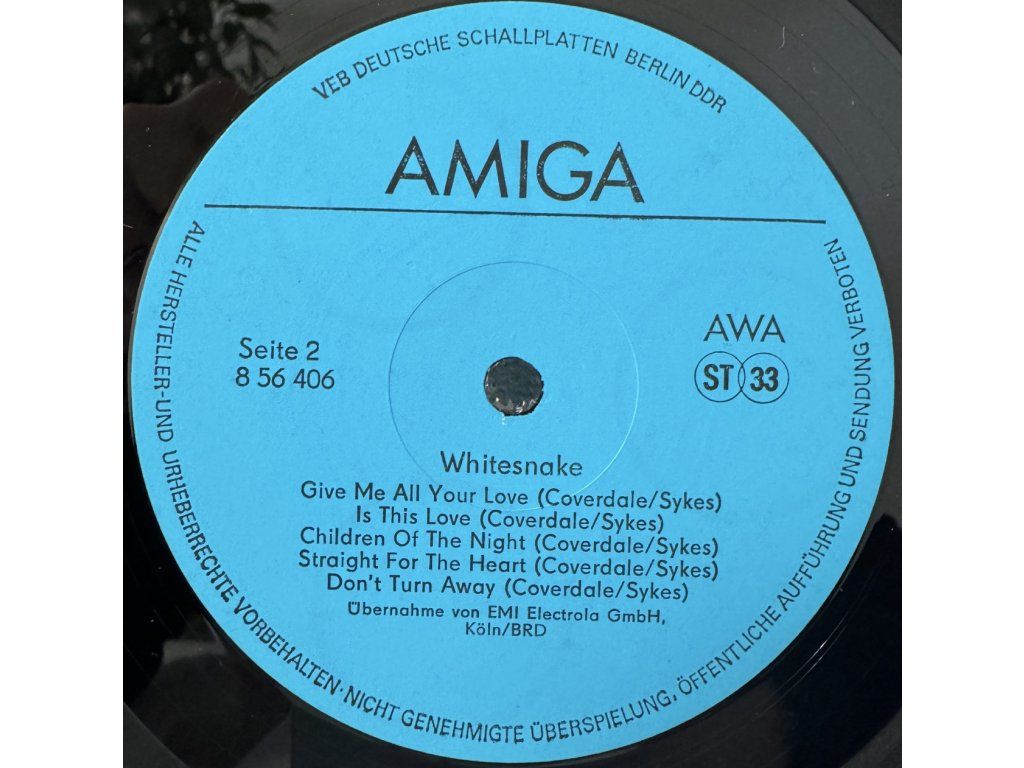 VEB DEUTSCHE SCHALLPLATTEN BERLIN DDR
AMIGA
Seite 2
8 56 406
AWA
ST 33
Whitesnake
Give Me All Your Love (Coverdale/Sykes)
Is This Love (Coverdale/Sykes)
Children Of The Night (Coverdale/Sykes)
Straight For The Heart (Coverdale/Sykes)
Don't Turn Away (Coverdale/Sykes)
Übernahme von EMI Electrola GmbH,
Köln/BRD
ALLE HERSTELLER-UND URHEBERRECHTE VORBEHALTEN·NICHT GENEHMIGTE ÜBERSPIELUNG, ÖFFENTLICHE AUFFÜHRUNG UND SENDUNG VERBOTEN